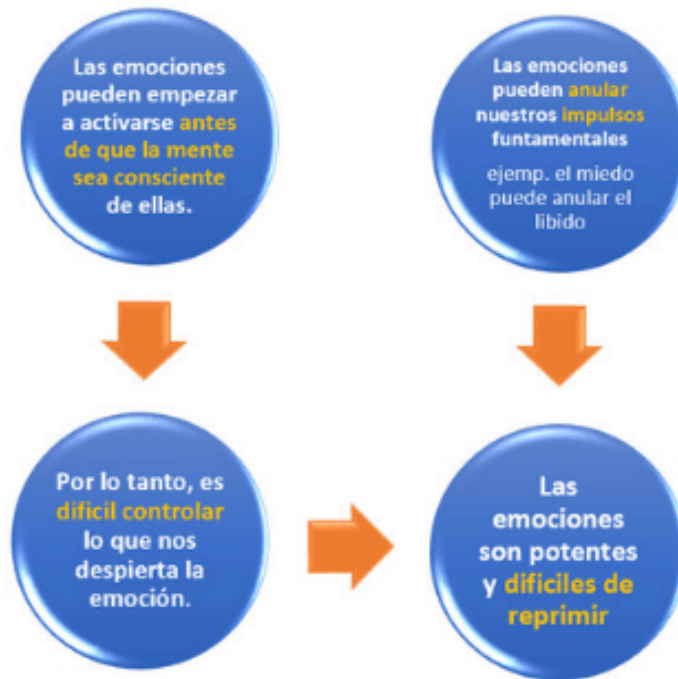 Las emociones
pueden empezar
a activarse antes
de que la mente
sea consciente
de ellas.
Las emociones
pueden anular
nuestros impulsos
funtamentales
ejemp. el miedo
puede anular el
libido
Por lo tanto, es
dificil controlar
lo que nos
despierta la
emoción.
Las
emociones
son potentes
y dificiles de
reprimir